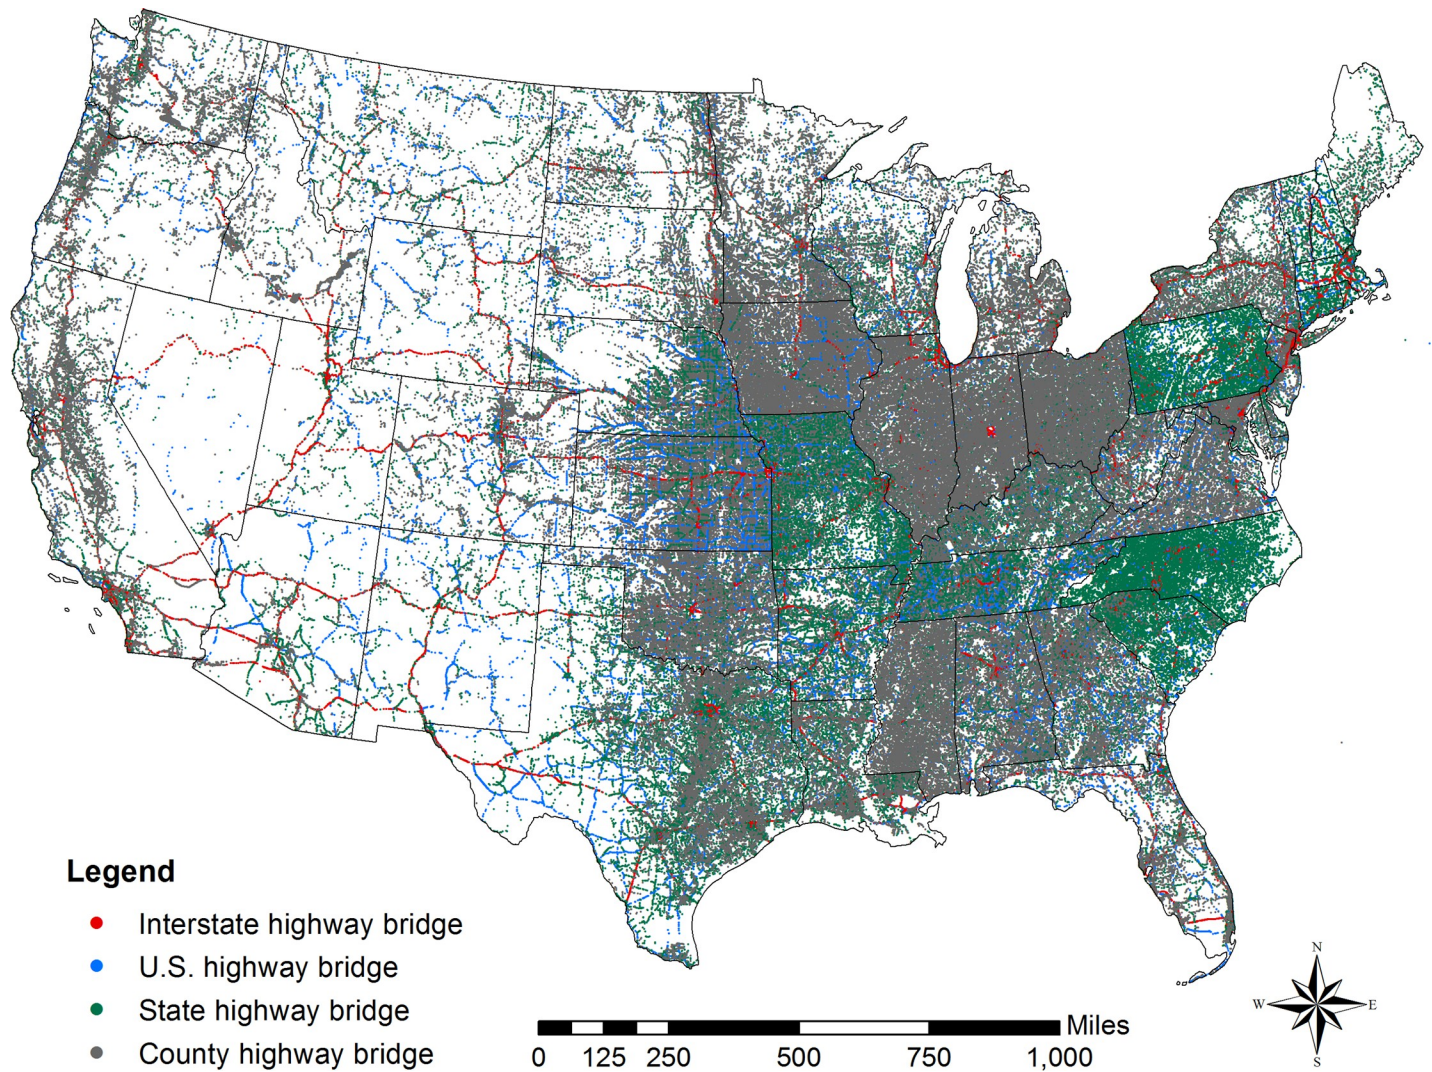 Legend
Interstate highway bridge
U.S. highway bridge
State highway bridge
County highway bridge
Miles
0 125 250 500 750 1,000
N
W E
S